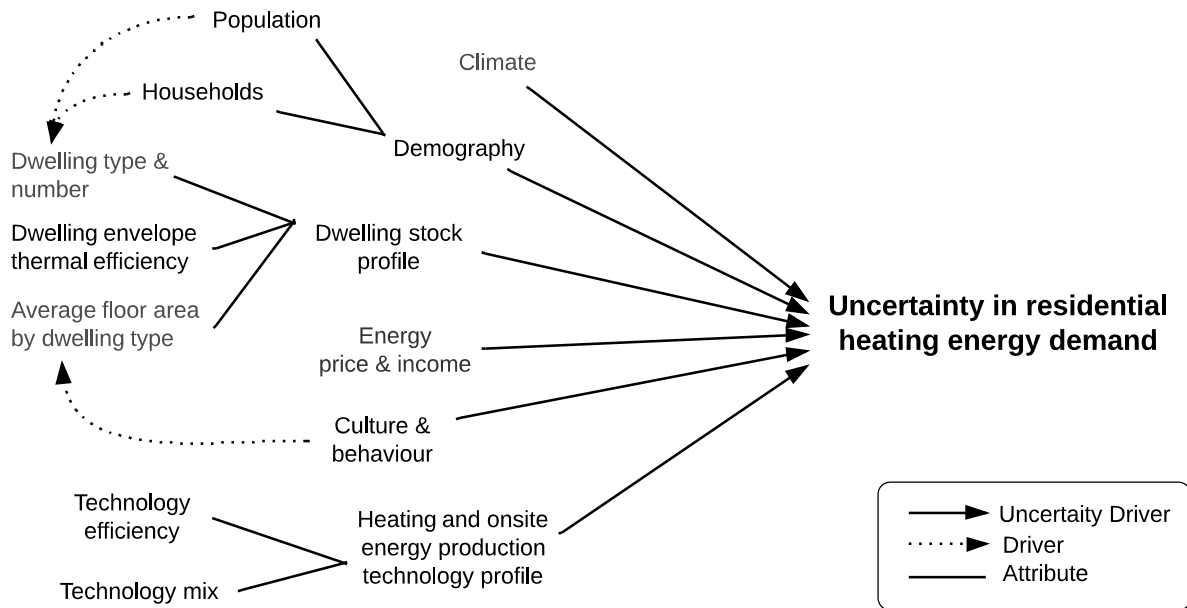 Population
Climate
Households
Demography
Dwelling type &
number
Dwelling envelope
thermal efficiency
Dwelling stock
profile
Average floor area
by dwelling type
Energy
price & income
Uncertainty in residential
heating energy demand
Culture &
behaviour
Technology
efficiency
Technology mix
Heating and onsite
energy production
technology profile
Uncertaity Driver
Driver
Attribute